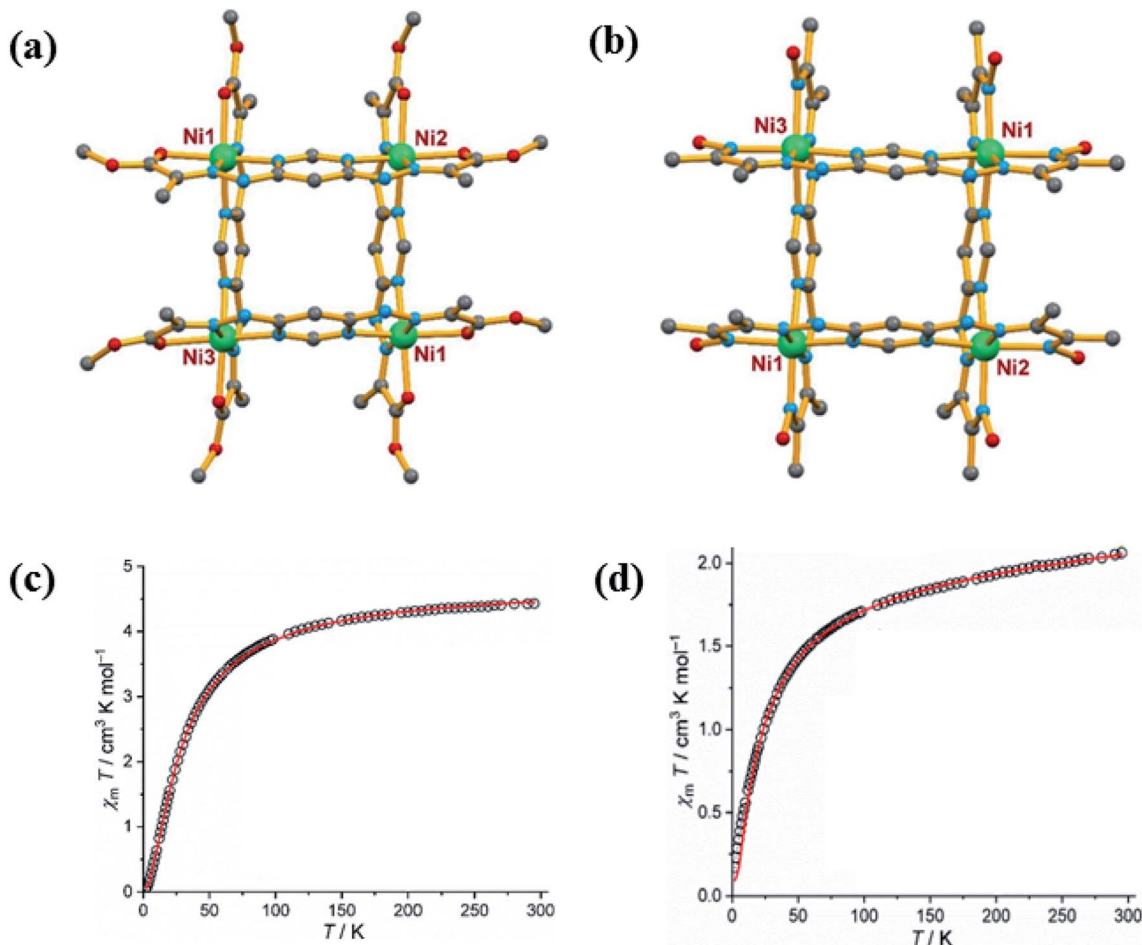 (a)
(b)
Ni1
Ni2
Ni3
Ni1
Ni3
Ni1
Ni1
Ni2
(c)
(d)
5
4
3
2
1
0
0 50 100 150 200 250 300
χₘ T / cm³ K mol⁻¹
T / K
2.0
1.5
1.0
0.5
0.0
0 50 100 150 200 250 300
χₘ T / cm³ K mol⁻¹
T / K